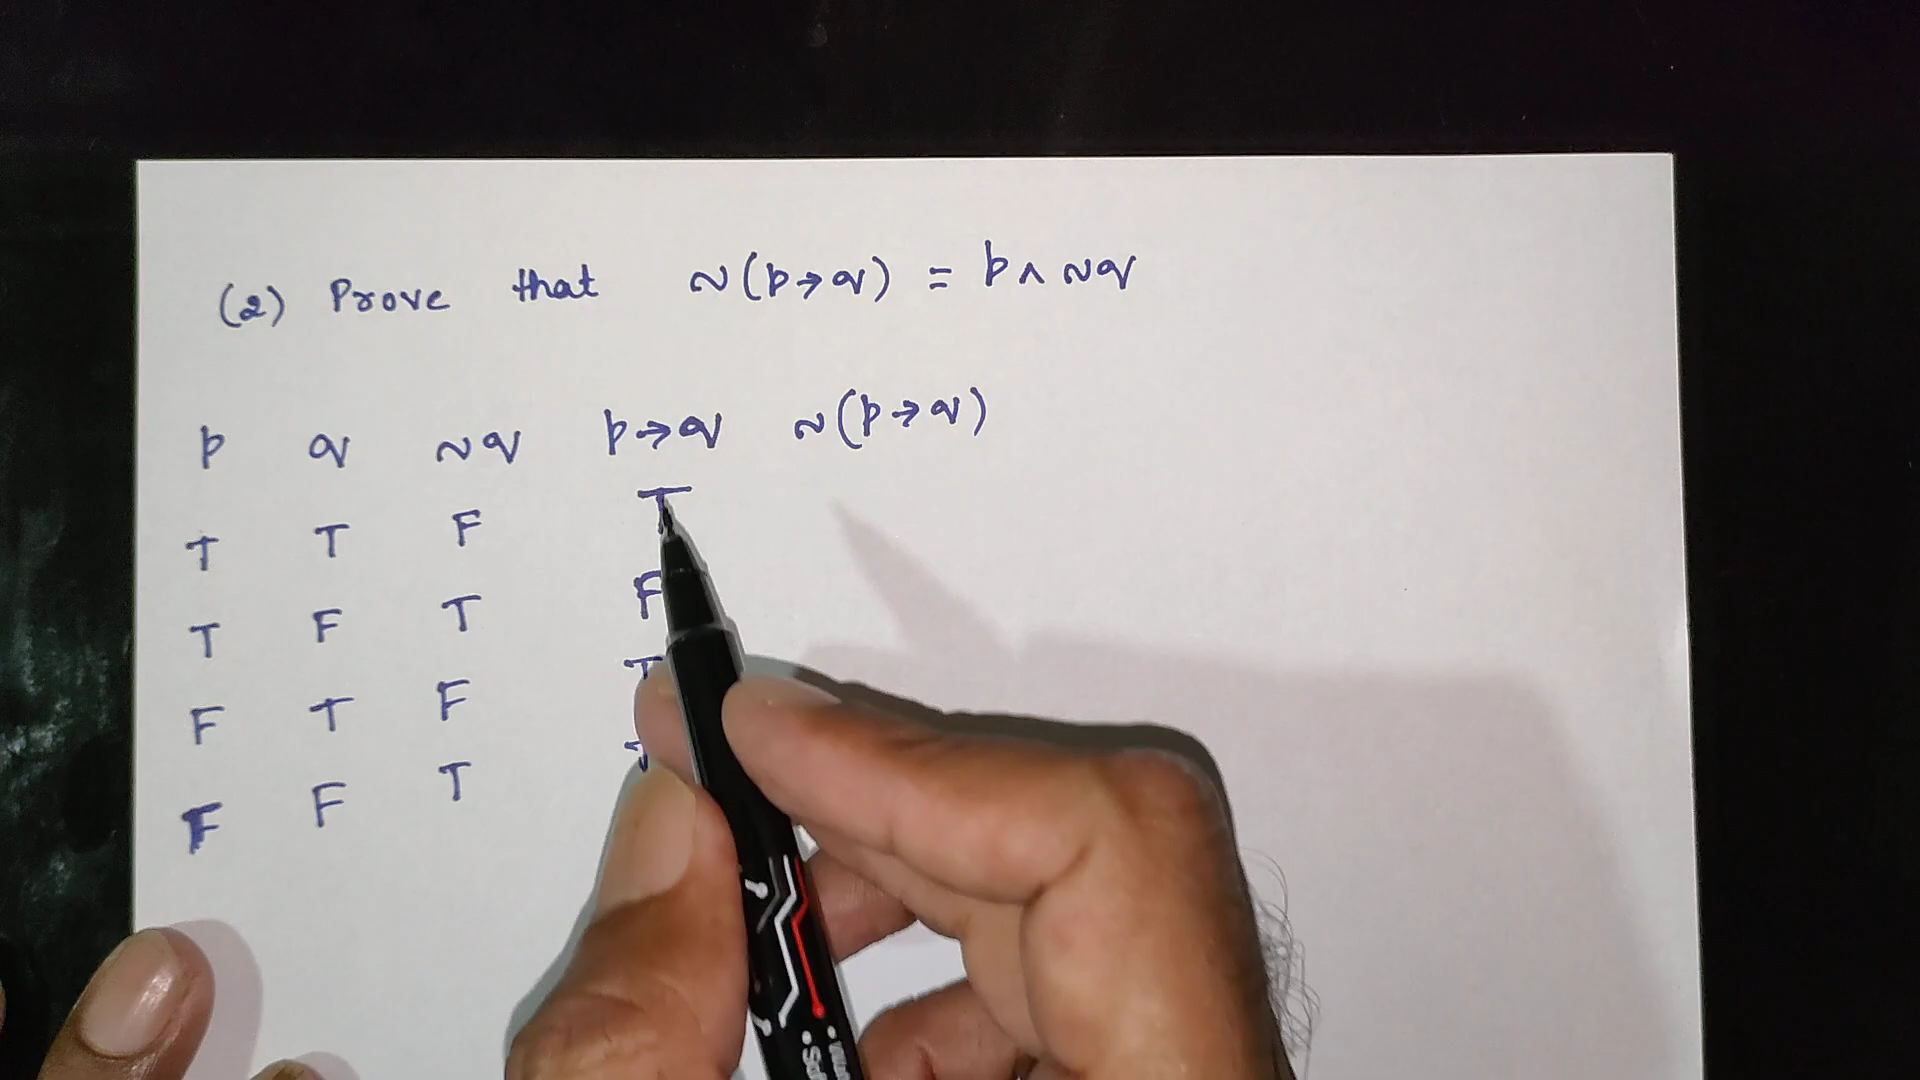 (2) Prove that ~(p→q) = p∧~q
p q ~q p→q ~(p→q)
T T F T
T F T F
F T F T
F F T T